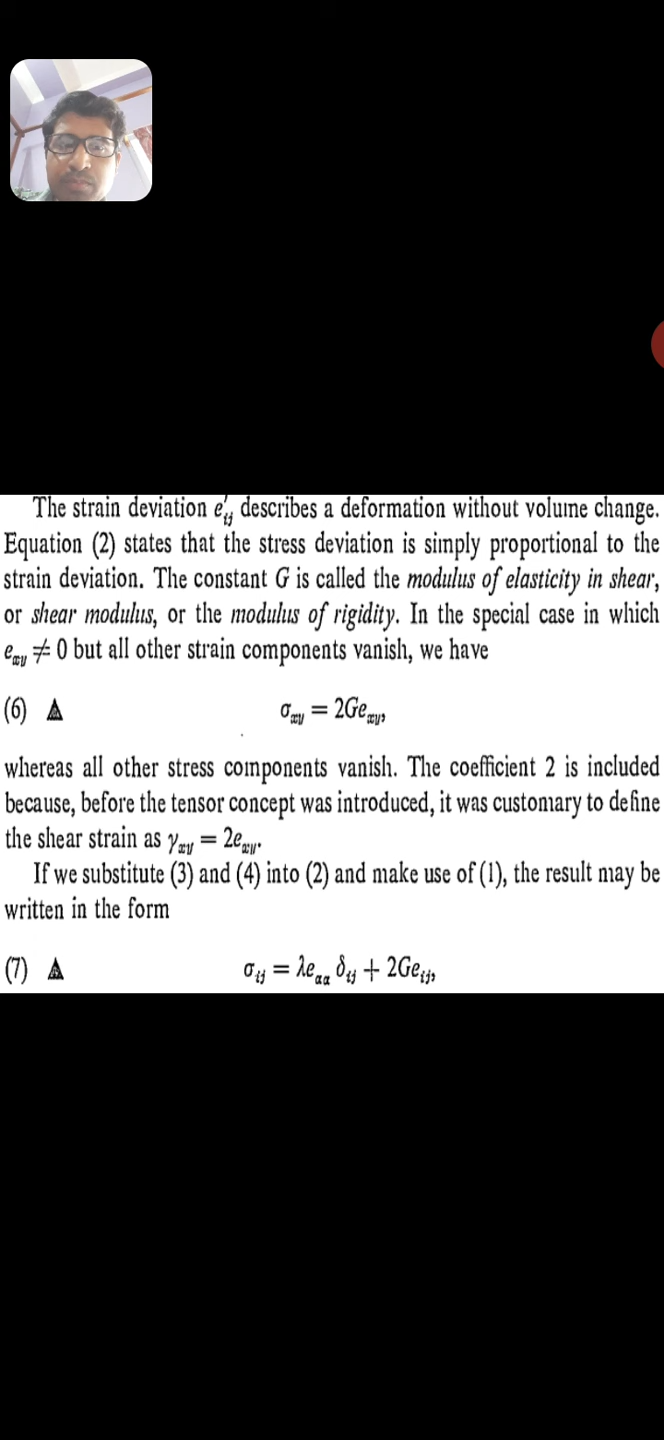 The strain deviation e′ᵢⱼ describes a deformation without volume change.
Equation (2) states that the stress deviation is simply proportional to the
strain deviation. The constant G is called the modulus of elasticity in shear,
or shear modulus, or the modulus of rigidity. In the special case in which
eₓᵧ ≠ 0 but all other strain components vanish, we have
(6) ▲ σₓᵧ = 2Geₓᵧ,
whereas all other stress components vanish. The coefficient 2 is included
because, before the tensor concept was introduced, it was customary to define
the shear strain as γₓᵧ = 2eₓᵧ.
If we substitute (3) and (4) into (2) and make use of (1), the result may be
written in the form
(7) ▲ σᵢⱼ = λe_αα δᵢⱼ + 2Geᵢⱼ,